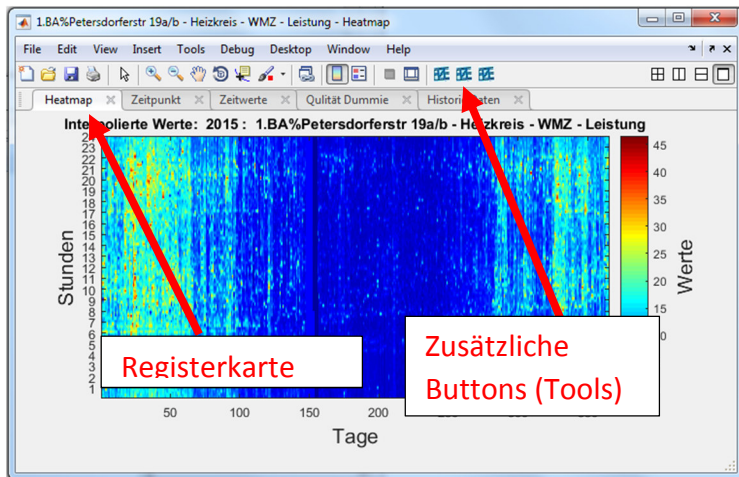 1.BA%Petersdorferstr 19a/b - Heizkreis - WMZ - Leistung - Heatmap
File Edit View Insert Tools Debug Desktop Window Help
Heatmap Zeitpunkt Zeitwerte Qulität Dummie
Werte: 2015 : 1.BA%Petersdorferstr 19a/b - Heizkreis - WMZ - Leistung
Stunden
23
22
21
20
19
18
17
16
15
14
13
12
11
10
9
8
7
6
5
4
3
2
1
50 100 150 200
Tage
45
40
35
30
25
20
15
Werte
Registerkarte
Zusätzliche
Buttons (Tools)